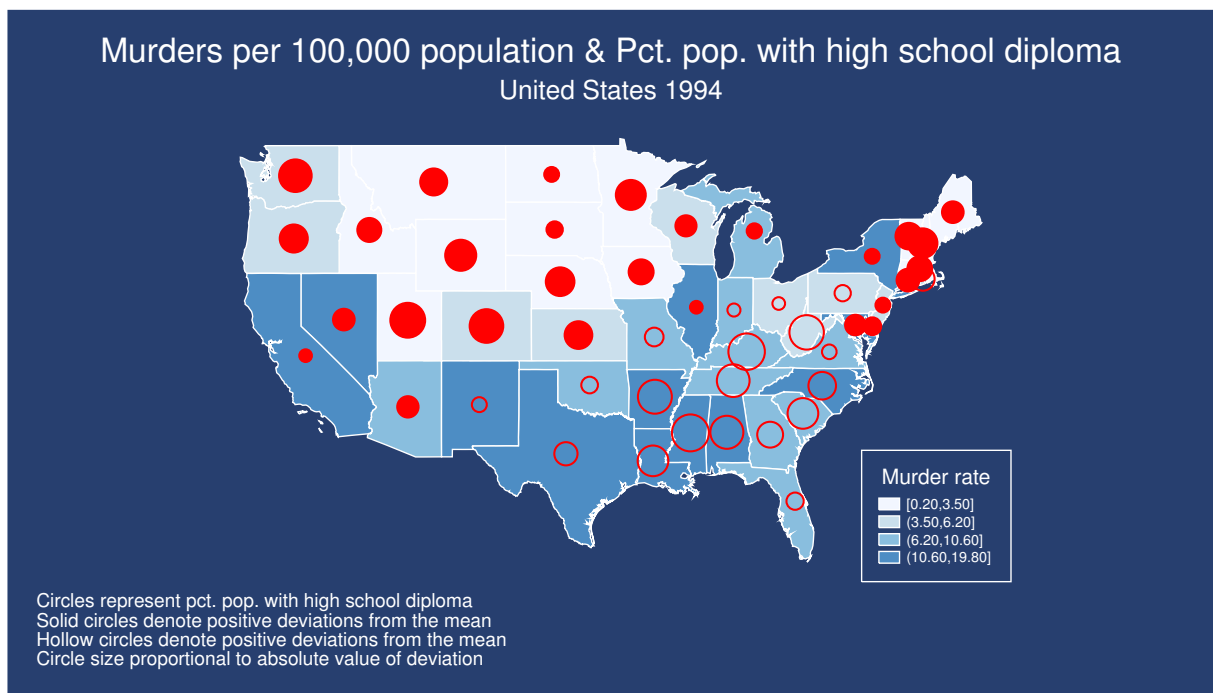 Murders per 100,000 population & Pct. pop. with high school diploma
United States 1994
Murder rate
[0.20,3.50]
(3.50,6.20]
(6.20,10.60]
(10.60,19.80]
Circles represent pct. pop. with high school diploma
Solid circles denote positive deviations from the mean
Hollow circles denote positive deviations from the mean
Circle size proportional to absolute value of deviation